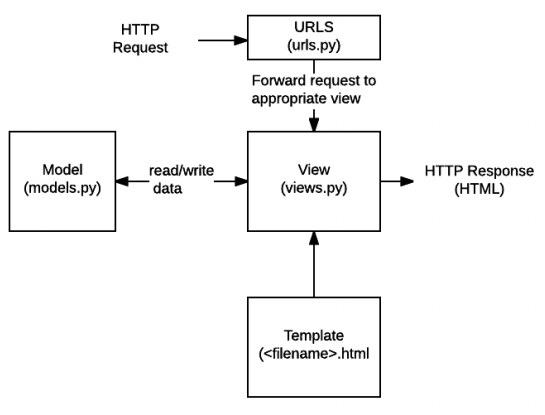 HTTP
Request
URLS
(urls.py)
Forward request to
appropriate view
Model
(models.py)
read/write
data
View
(views.py)
HTTP Response
(HTML)
Template
(<filename>.html